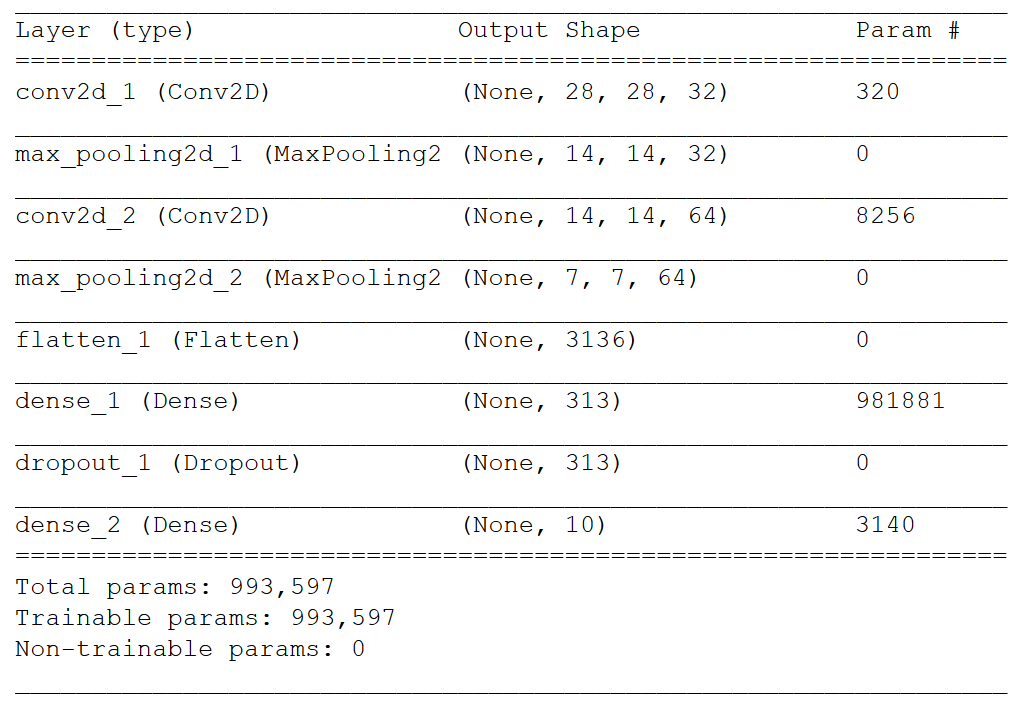 Layer (type) Output Shape Param #
conv2d_1 (Conv2D) (None, 28, 28, 32) 320
max_pooling2d_1 (MaxPooling2 (None, 14, 14, 32) 0
conv2d_2 (Conv2D) (None, 14, 14, 64) 8256
max_pooling2d_2 (MaxPooling2 (None, 7, 7, 64) 0
flatten_1 (Flatten) (None, 3136) 0
dense_1 (Dense) (None, 313) 981881
dropout_1 (Dropout) (None, 313) 0
dense_2 (Dense) (None, 10) 3140
Total params: 993,597
Trainable params: 993,597
Non-trainable params: 0